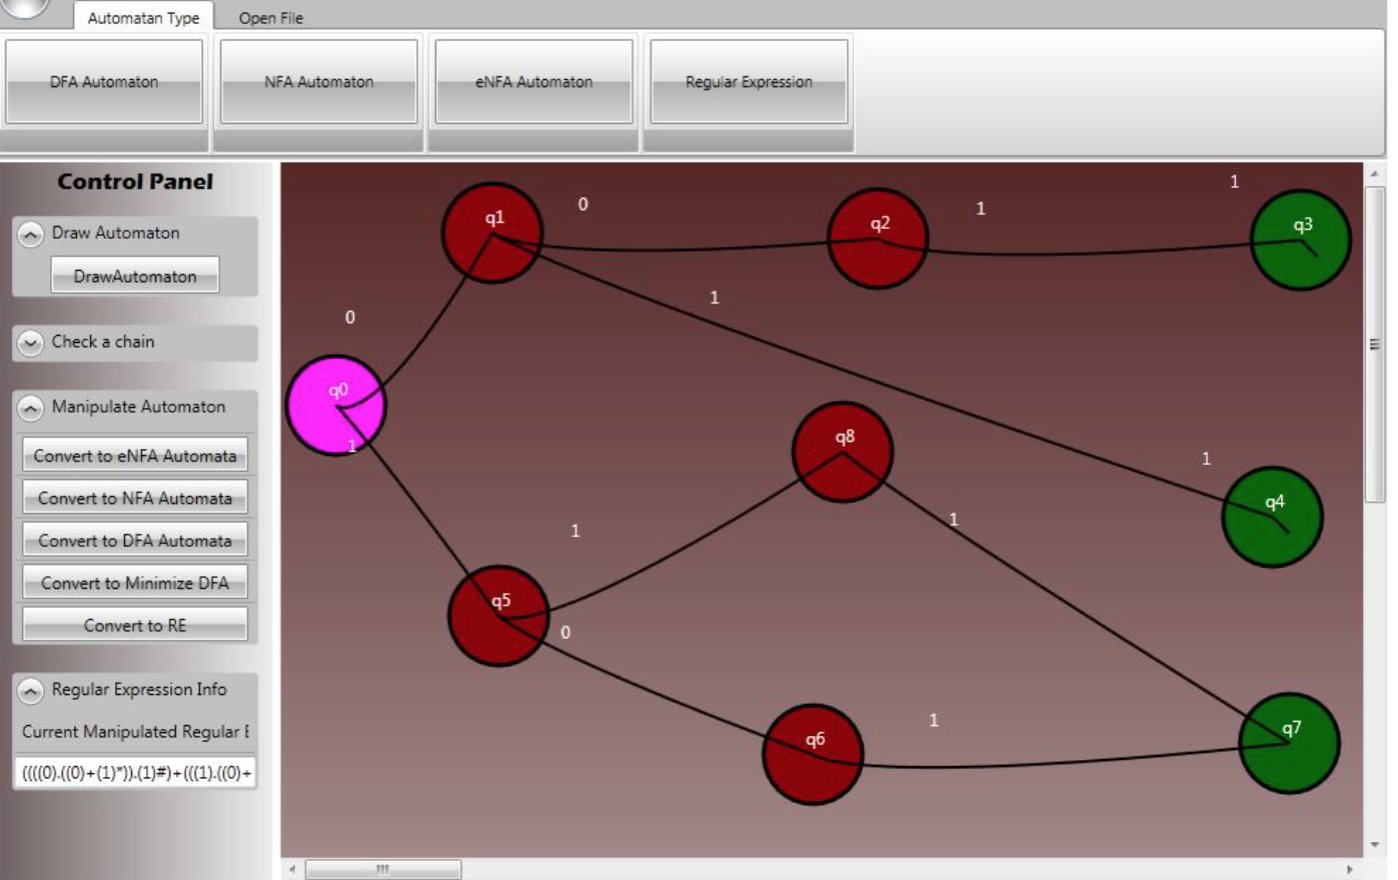 Automatan Type
Open File
DFA Automaton
NFA Automaton
eNFA Automaton
Regular Expression
Control Panel
Draw Automaton
DrawAutomaton
Check a chain
Manipulate Automaton
Convert to eNFA Automata
Convert to NFA Automata
Convert to DFA Automata
Convert to Minimize DFA
Convert to RE
Regular Expression Info
Current Manipulated Regular E
((((0).((0)+(1)*)).(1)#)+(((1).((0)+
1
q1
0
q2
1
q3
1
0
q0
1
q8
1
q4
1
1
q5
0
1
q6
q7